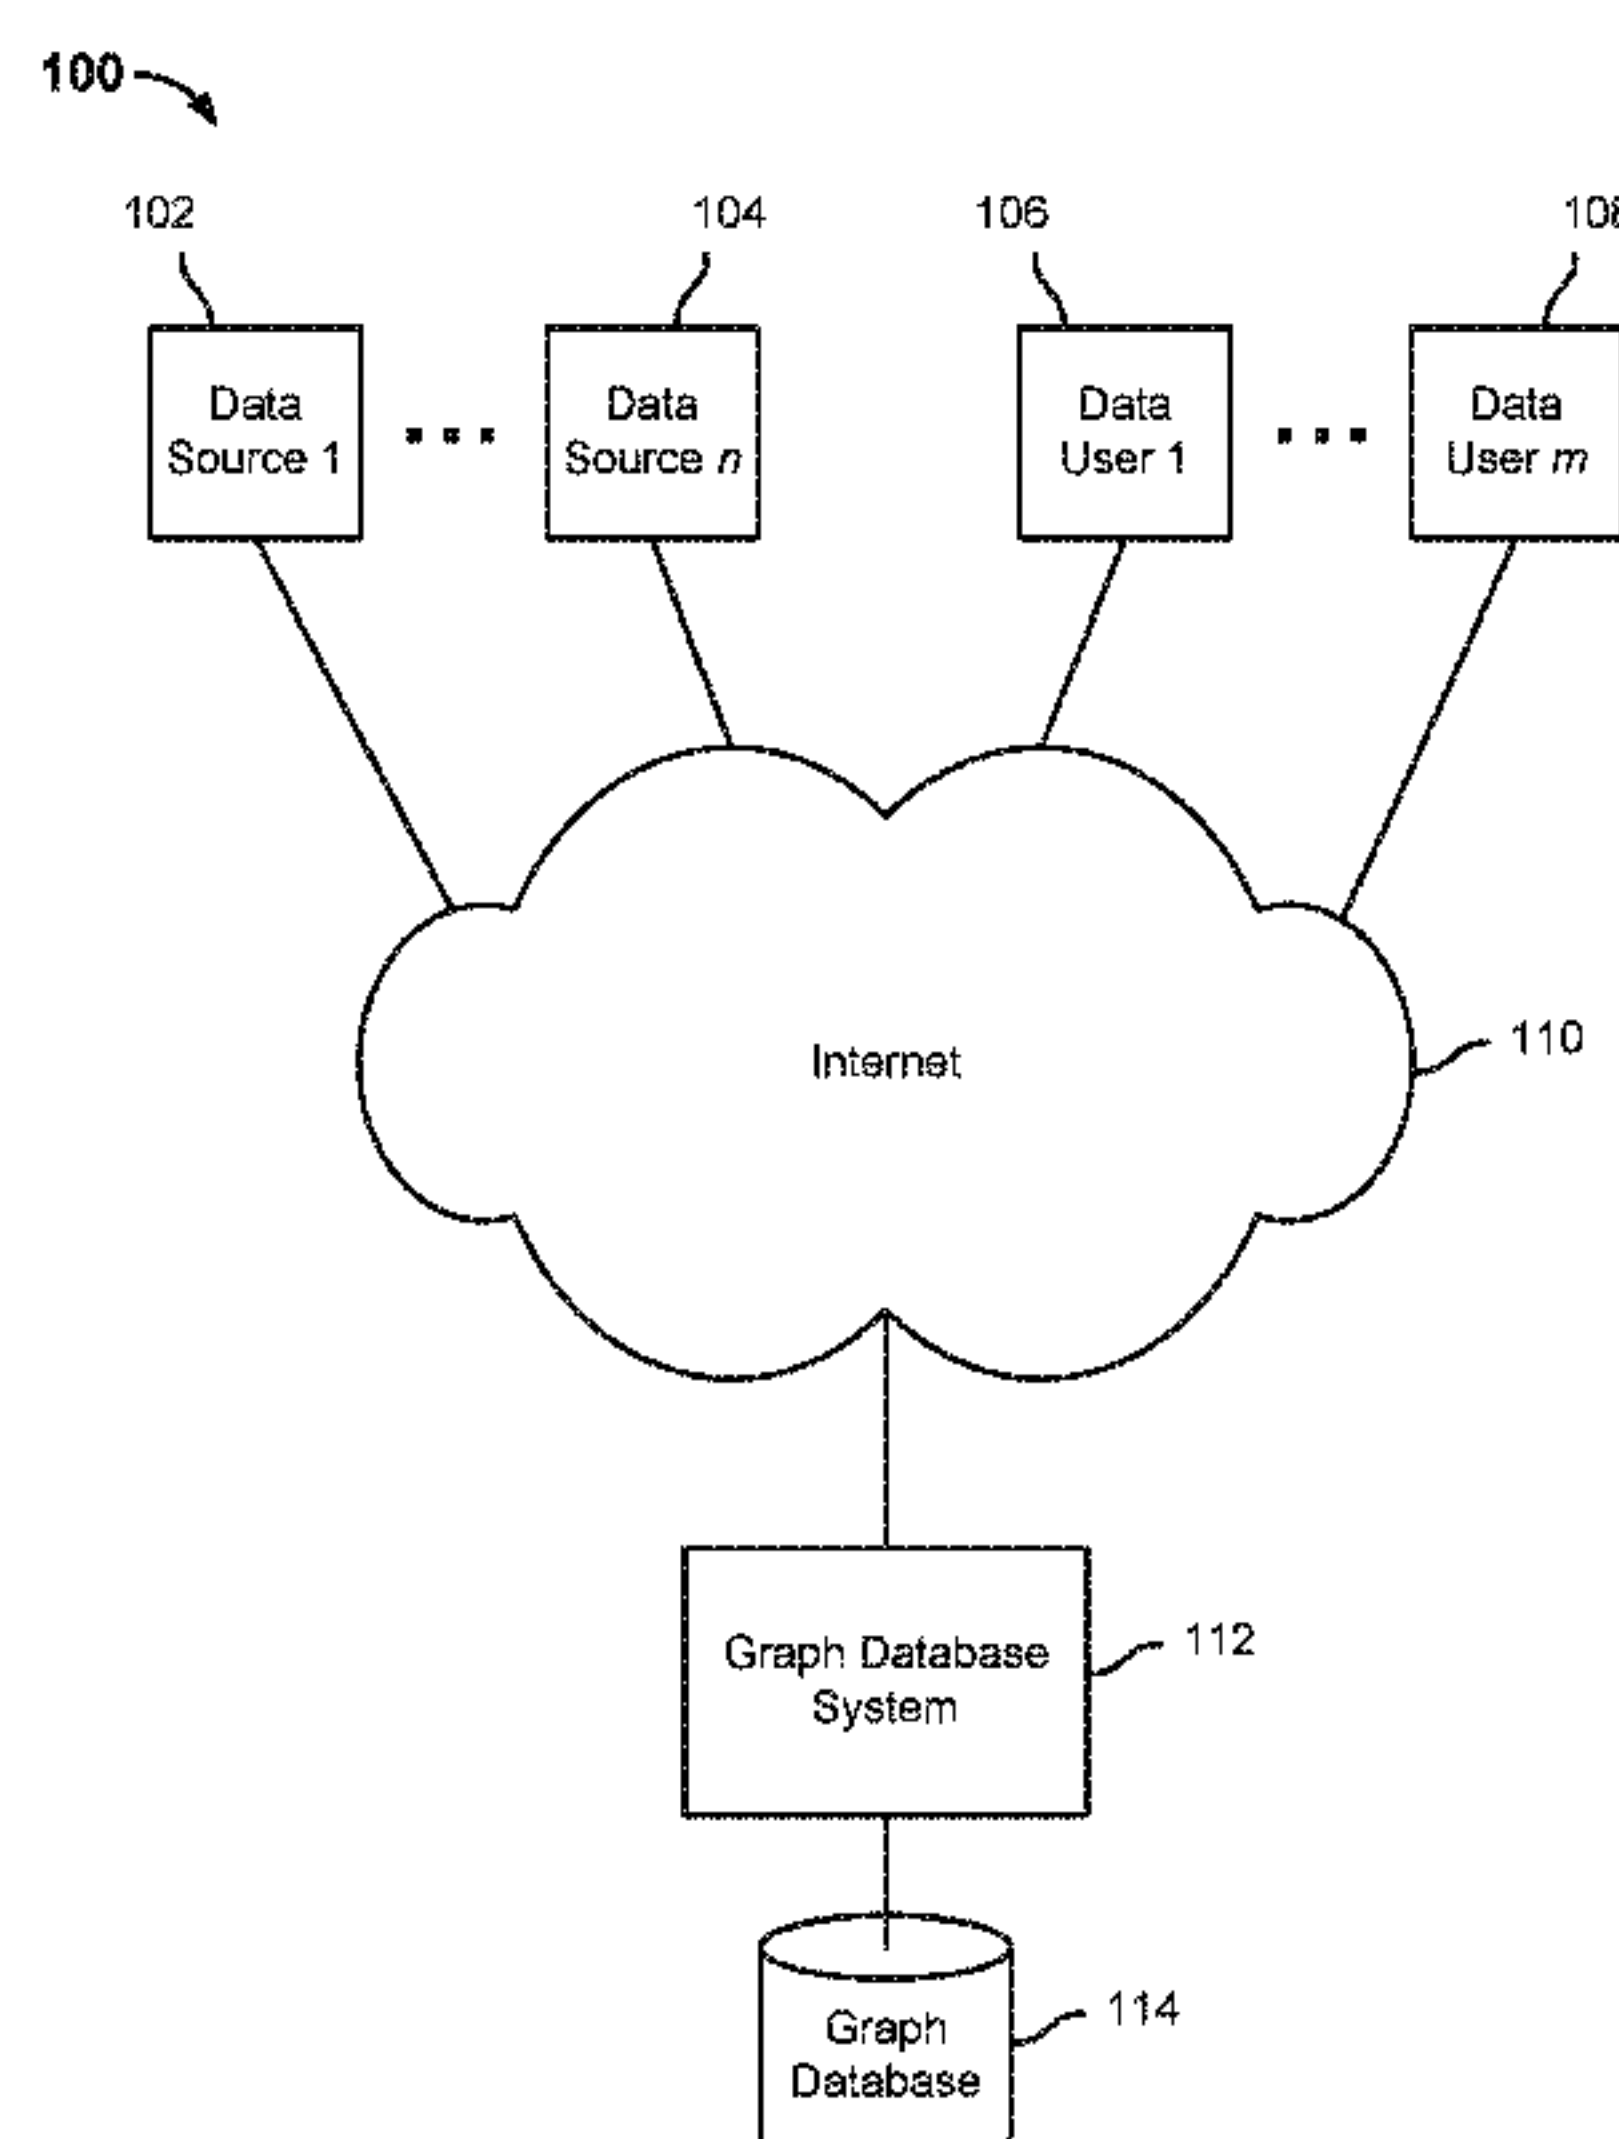 100
102
104
106
Data
Source 1
Data
Source n
Data
User 1
Data
User m
Internet
110
Graph Database
System
112
Graph
Database
114